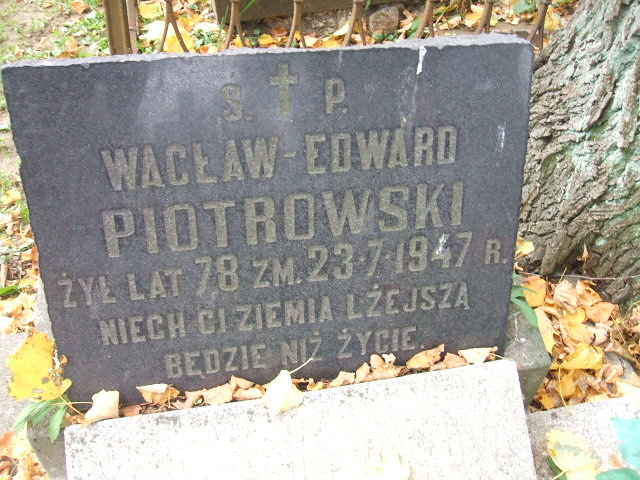 Ś. P.
WACŁAW-EDWARD
PIOTROWSKI
ŻYŁ LAT 78 ZM. 23·7·1947 R.
NIECH CI ZIEMIA LŻEJSZĄ
BĘDZIE NIŻ ŻYCIE.